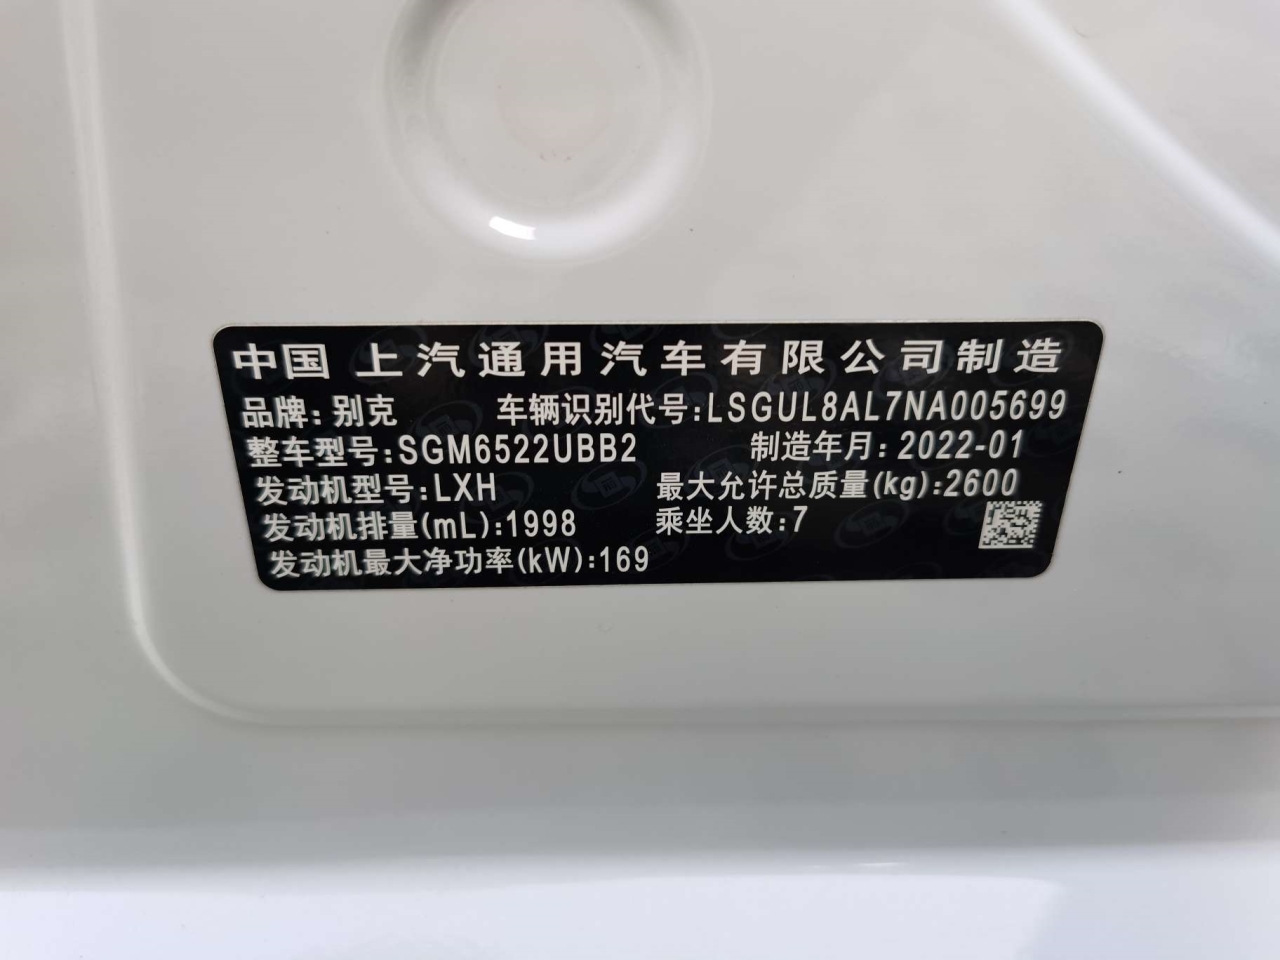 中国 上汽通用汽车有限公司制造
品牌:别克 车辆识别代号:LSGUL8AL7NA005699
整车型号:SGM6522UBB2 制造年月:2022-01
发动机型号:LXH 最大允许总质量(kg):2600
发动机排量(mL):1998 乘坐人数:7
发动机最大净功率(kW):169